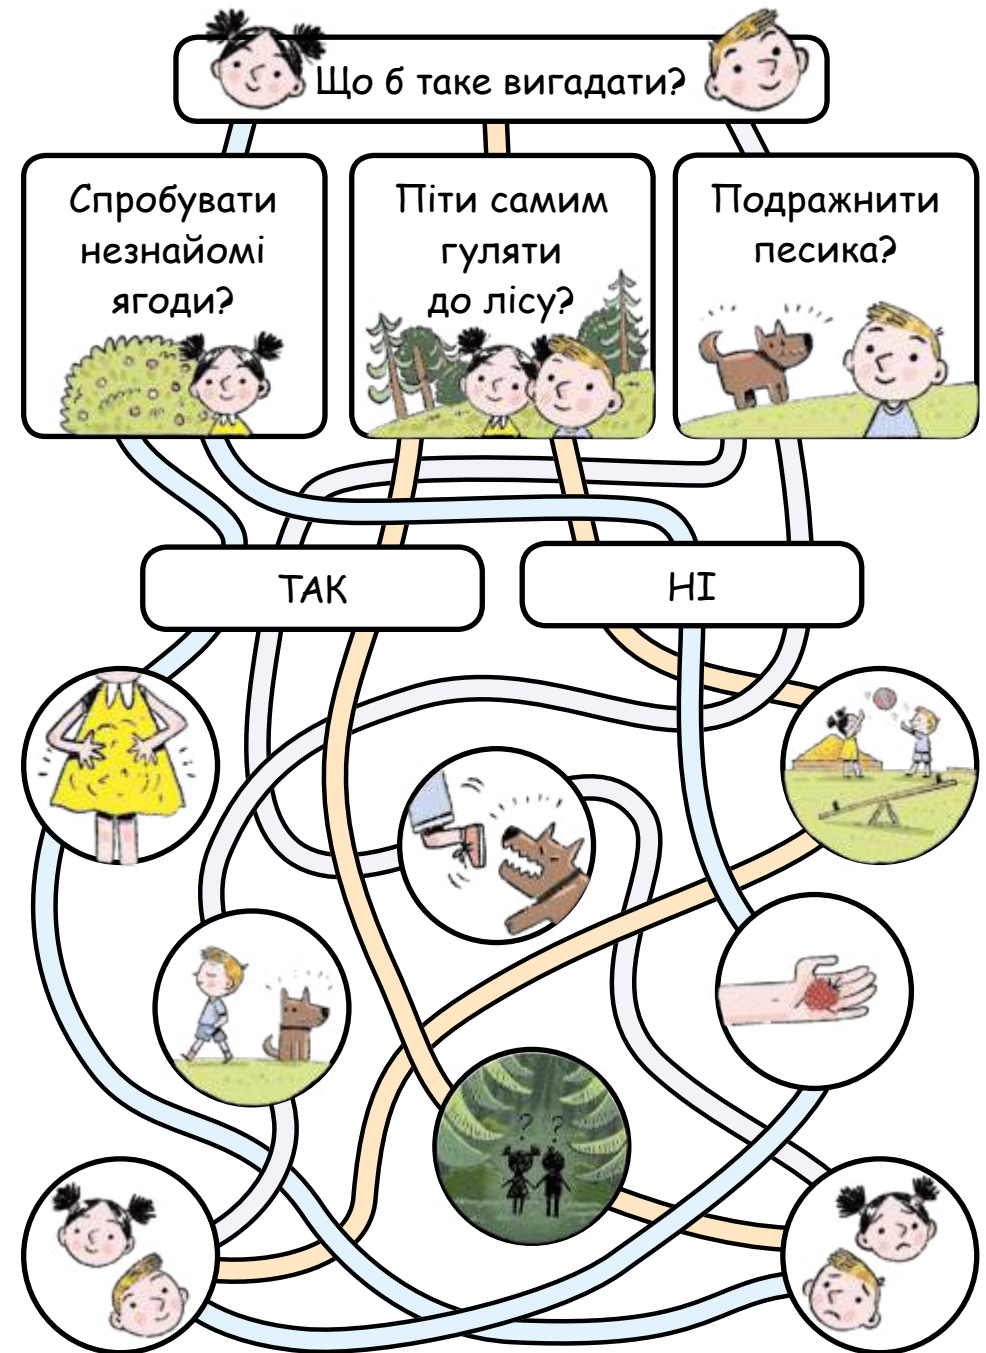 Що б таке вигадати?
Спробувати
незнайомі
ягоди?
Піти самим
гуляти
до лісу?
Подражнити
песика?
ТАК
НІ
? ?